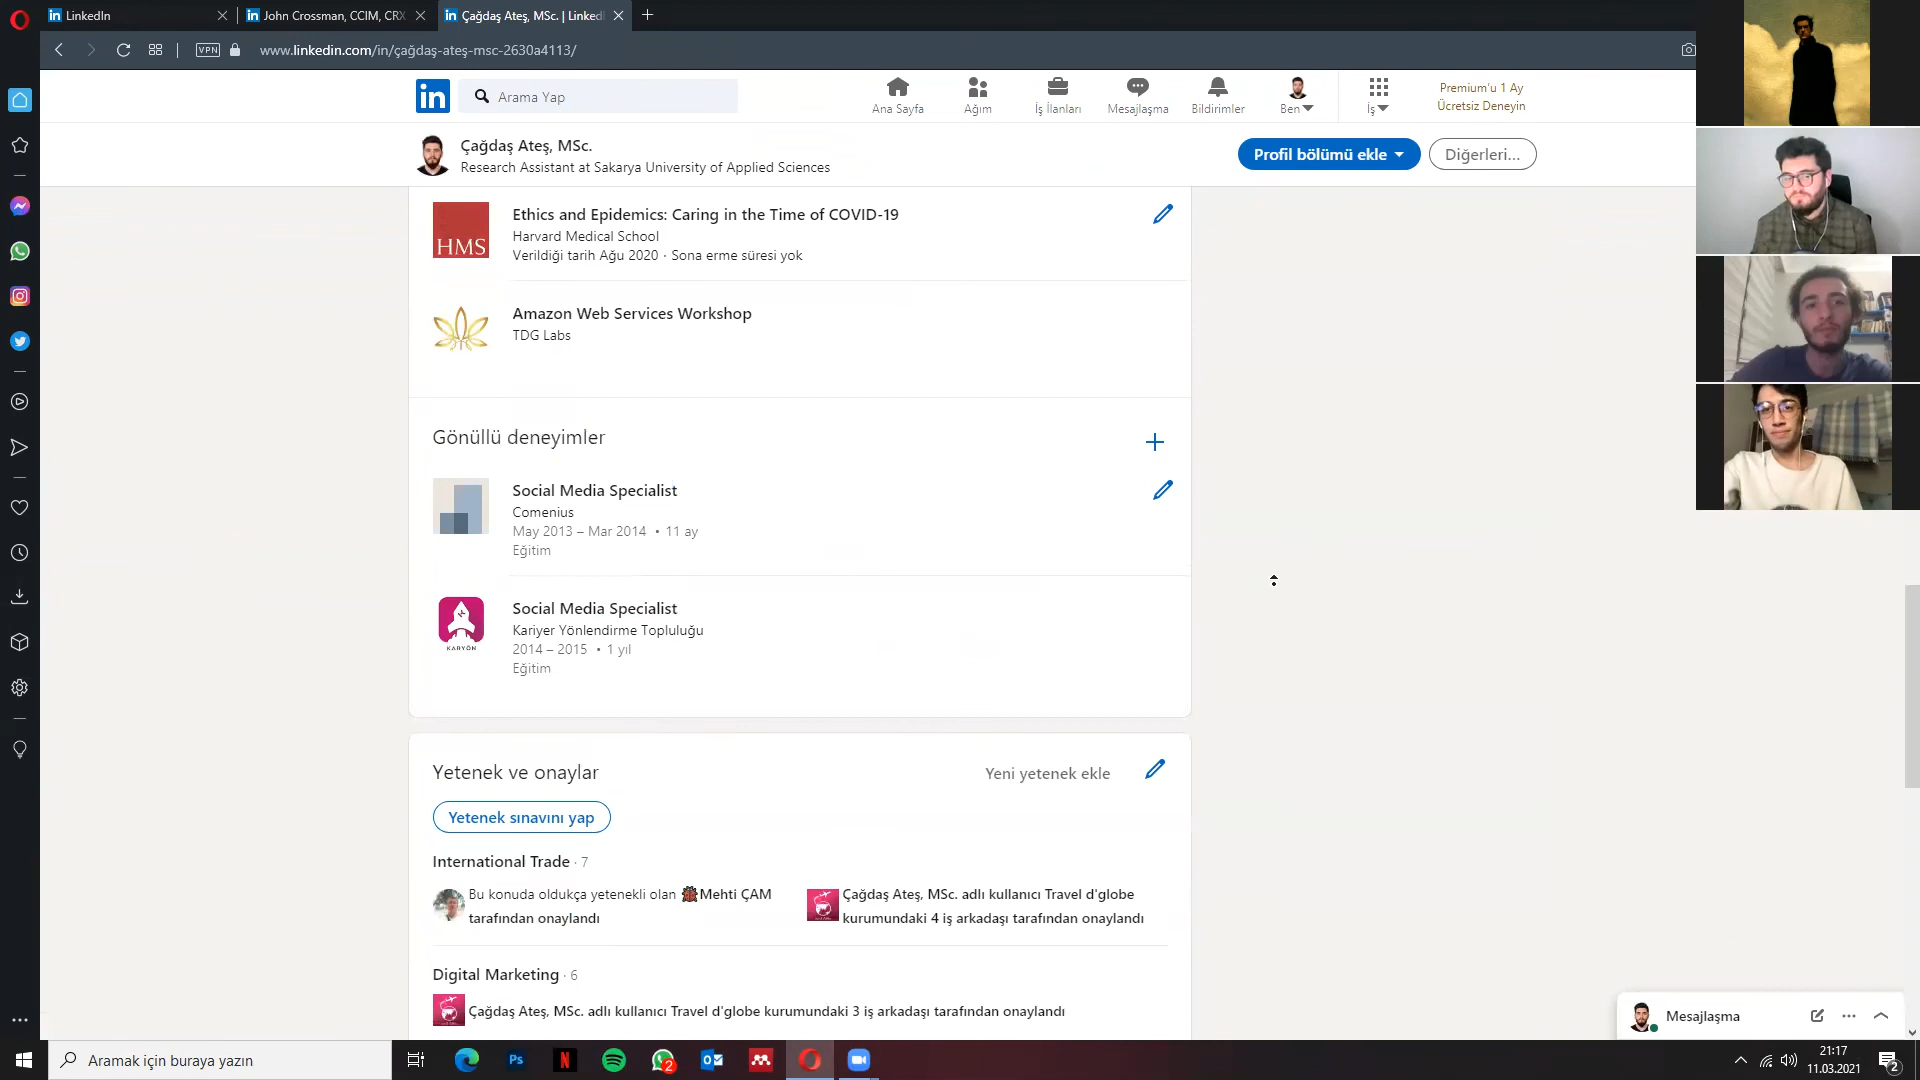 LinkedIn
John Crossman, CCIM, CRX
Çağdaş Ateş, MSc. | LinkedI
VPN
www.linkedin.com/in/çağdaş-ateş-msc-2630a4113/
in
Arama Yap
Ana Sayfa
Ağım
İş İlanları
Mesajlaşma
Bildirimler
Ben
İş
Premium'u 1 Ay
Ücretsiz Deneyin
Çağdaş Ateş, MSc.
Research Assistant at Sakarya University of Applied Sciences
Profil bölümü ekle
Diğerleri...
HMS
Ethics and Epidemics: Caring in the Time of COVID-19
Harvard Medical School
Verildiği tarih Ağu 2020 · Sona erme süresi yok
Amazon Web Services Workshop
TDG Labs
Gönüllü deneyimler
Social Media Specialist
Comenius
May 2013 – Mar 2014 • 11 ay
Eğitim
KARYÖN
Social Media Specialist
Kariyer Yönlendirme Topluluğu
2014 – 2015 • 1 yıl
Eğitim
Yetenek ve onaylar
Yeni yetenek ekle
Yetenek sınavını yap
International Trade · 7
Bu konuda oldukça yetenekli olan Mehti ÇAM
tarafından onaylandı
Çağdaş Ateş, MSc. adlı kullanıcı Travel d'globe
kurumundaki 4 iş arkadaşı tarafından onaylandı
Digital Marketing · 6
Çağdaş Ateş, MSc. adlı kullanıcı Travel d'globe kurumundaki 3 iş arkadaşı tarafından onaylandı
Mesajlaşma
Aramak için buraya yazın
Ps
N
2
21:17
11.03.2021
2